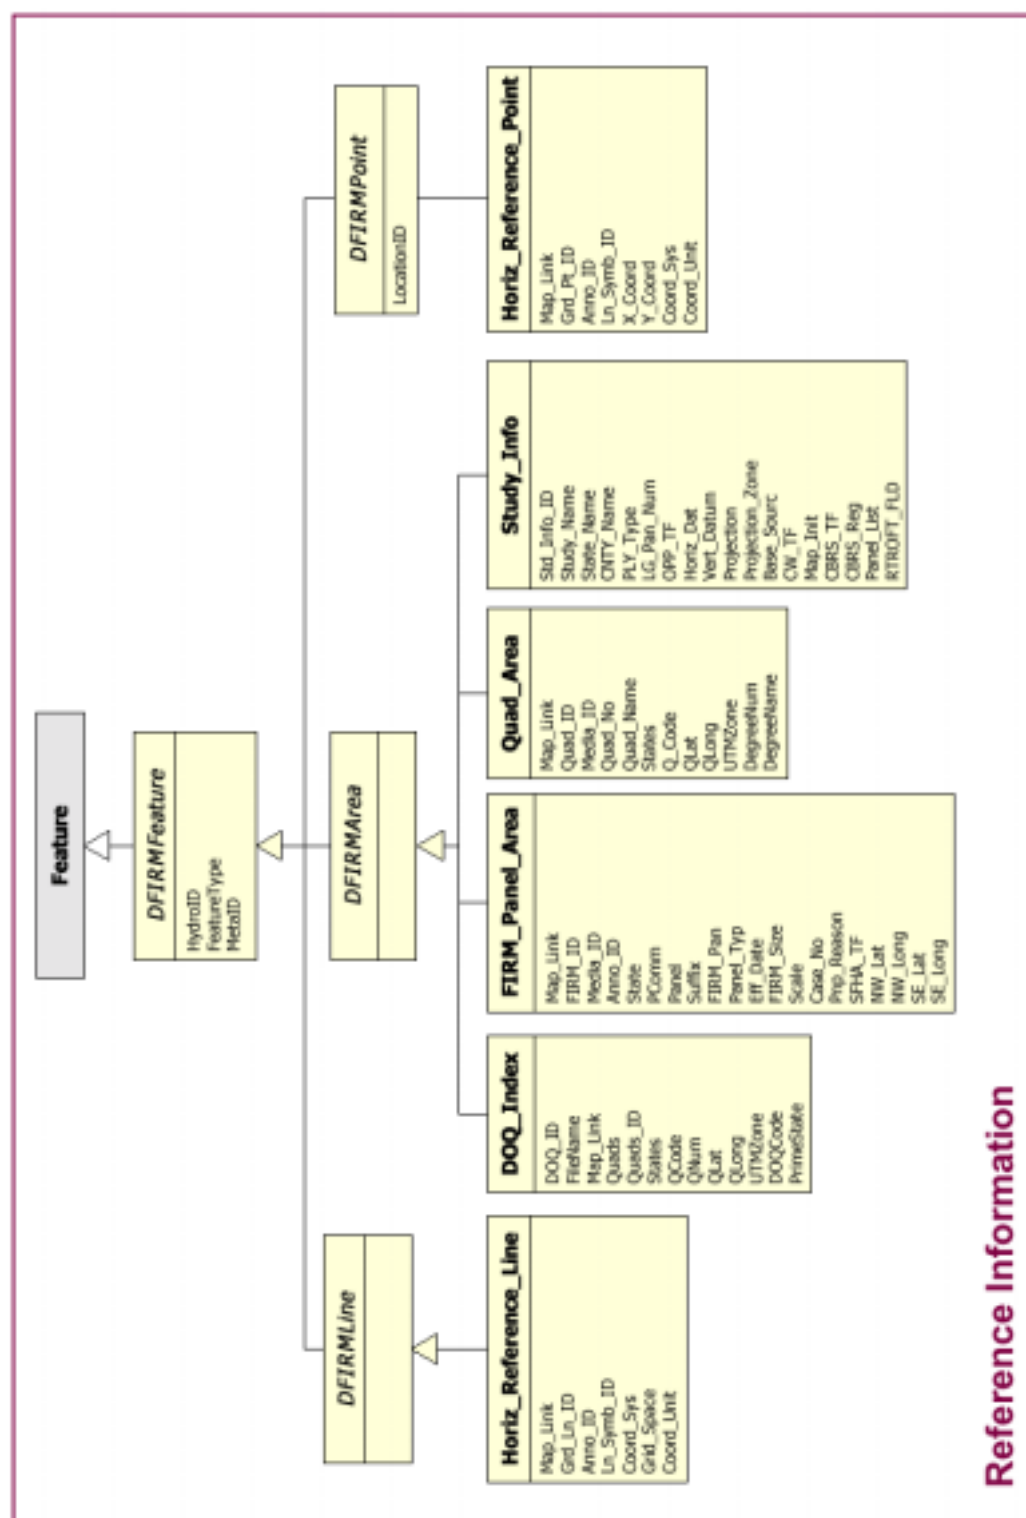 Feature
DFIRMFeature
HydroID
FeatureType
MetaID
DFIRMLine
DFIRMArea
DFIRMPoint
LocationID
Horiz_Reference_Line
Map_Link
Grd_Ln_ID
Anno_ID
Ln_Symb_ID
Coord_Sys
Grid_Space
Coord_Unit
DOQ_Index
DOQ_ID
FileName
Map_Link
Quads
Quads_ID
States
QCode
QNum
QLat
QLong
UTMZone
DOQCode
PrimeState
FIRM_Panel_Area
Map_Link
FIRM_ID
Media_ID
Anno_ID
State
PComm
Panel
Suffix
FIRM_Pan
Panel_Typ
Eff_Date
FIRM_Size
Scale
Case_No
Pnp_Reason
SFHA_TF
NW_Lat
NW_Long
SE_Lat
SE_Long
Quad_Area
Map_Link
Quad_ID
Media_ID
Quad_No
Quad_Name
States
Q_Code
QLat
QLong
UTMZone
DegreeNum
DegreeName
Study_Info
Std_Info_ID
Study_Name
State_Name
CNTY_Name
PLY_Type
LG_Pan_Num
OPP_TF
Horiz_Dat
Vert_Datum
Projection
Projection_Zone
Base_Sourc
CW_TF
Map_Init
CBRS_TF
CBRS_Reg
Panel_List
RTROFT_FLD
Horiz_Reference_Point
Map_Link
Grd_Pt_ID
Anno_ID
Ln_Symb_ID
X_Coord
Y_Coord
Coord_Sys
Coord_Unit
Reference Information